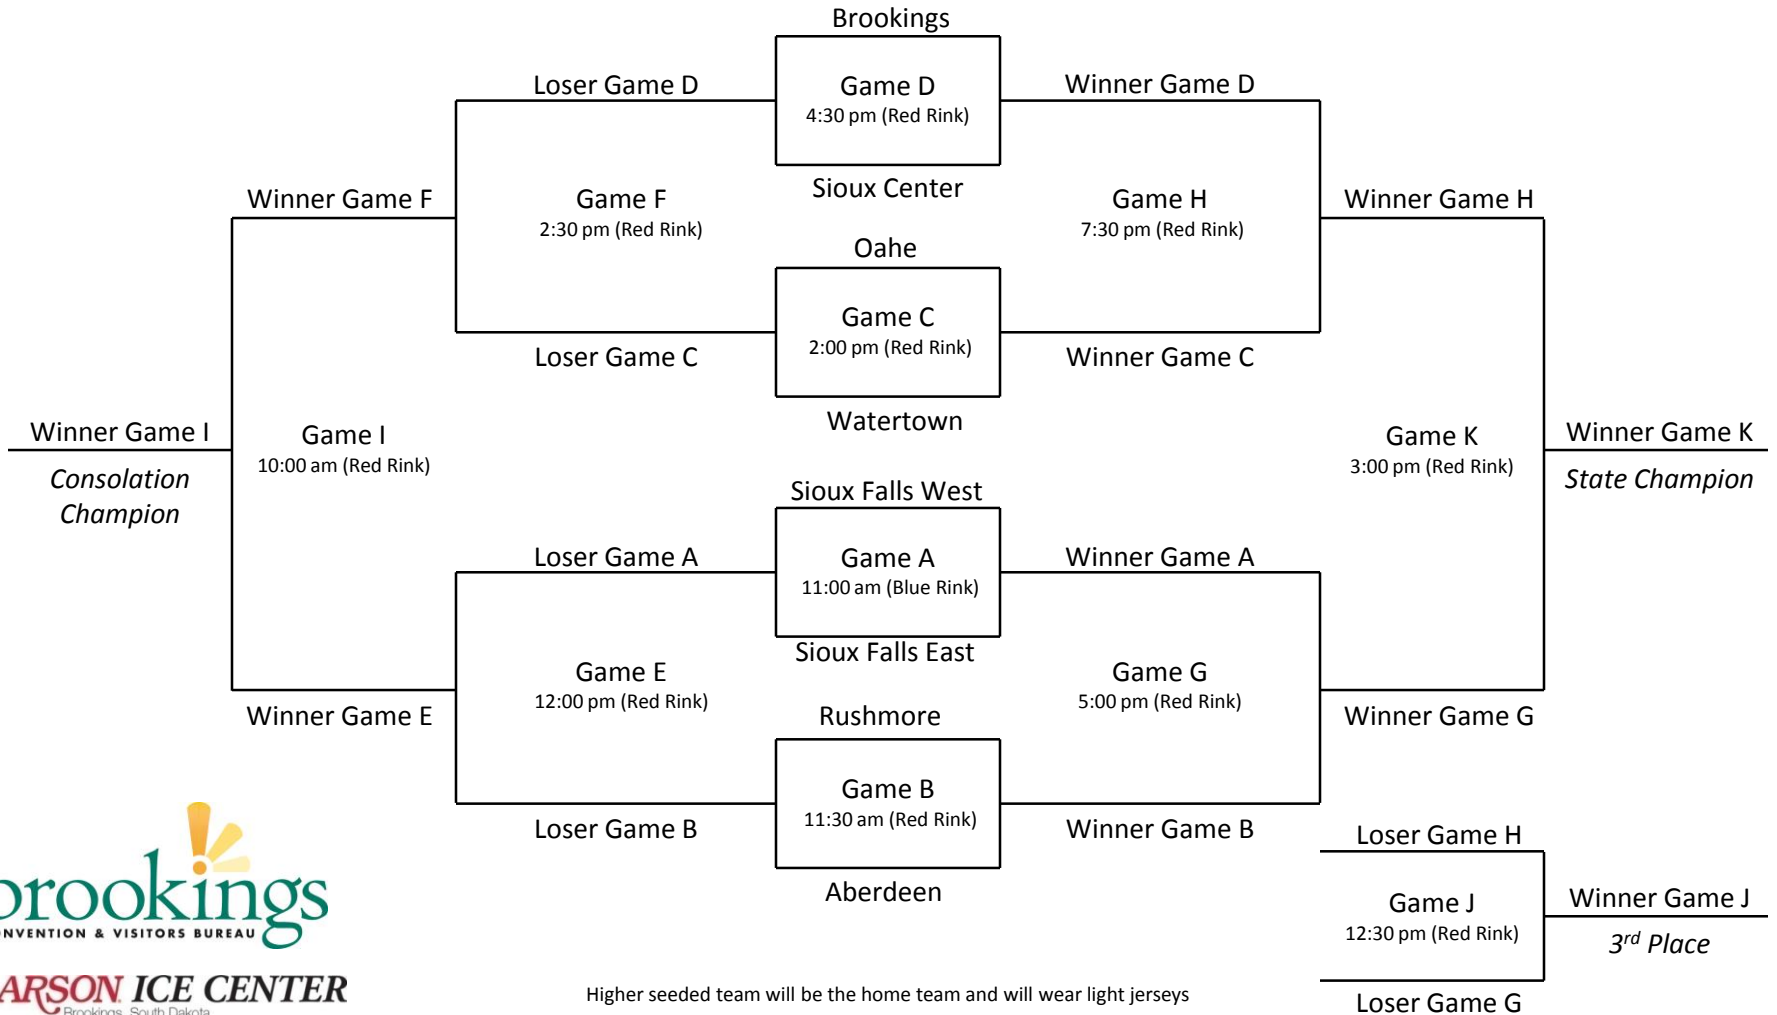 Brookings
Loser Game D
Game D
Winner Game D
4:30 pm (Red Rink)
Sioux Center
Winner Game F
Game F
2:30 pm (Red Rink)
Game H
7:30 pm (Red Rink)
Winner Game H
Oahe
Game C
2:00 pm (Red Rink)
Loser Game C
Winner Game C
Watertown
Winner Game I
Consolation
Champion
Game I
10:00 am (Red Rink)
Game K
3:00 pm (Red Rink)
Winner Game K
State Champion
Sioux Falls West
Loser Game A
Game A
11:00 am (Blue Rink)
Winner Game A
Sioux Falls East
Game E
12:00 pm (Red Rink)
Game G
5:00 pm (Red Rink)
Winner Game E
Rushmore
Winner Game G
Game B
11:30 am (Red Rink)
Loser Game B
Winner Game B
Aberdeen
Loser Game H
Game J
12:30 pm (Red Rink)
Winner Game J
3rd Place
Loser Game G
brookings
ONVENTION & VISITORS BUREAU
ARSON ICE CENTER
Brookings, South Dakota
Higher seeded team will be the home team and will wear light jerseys